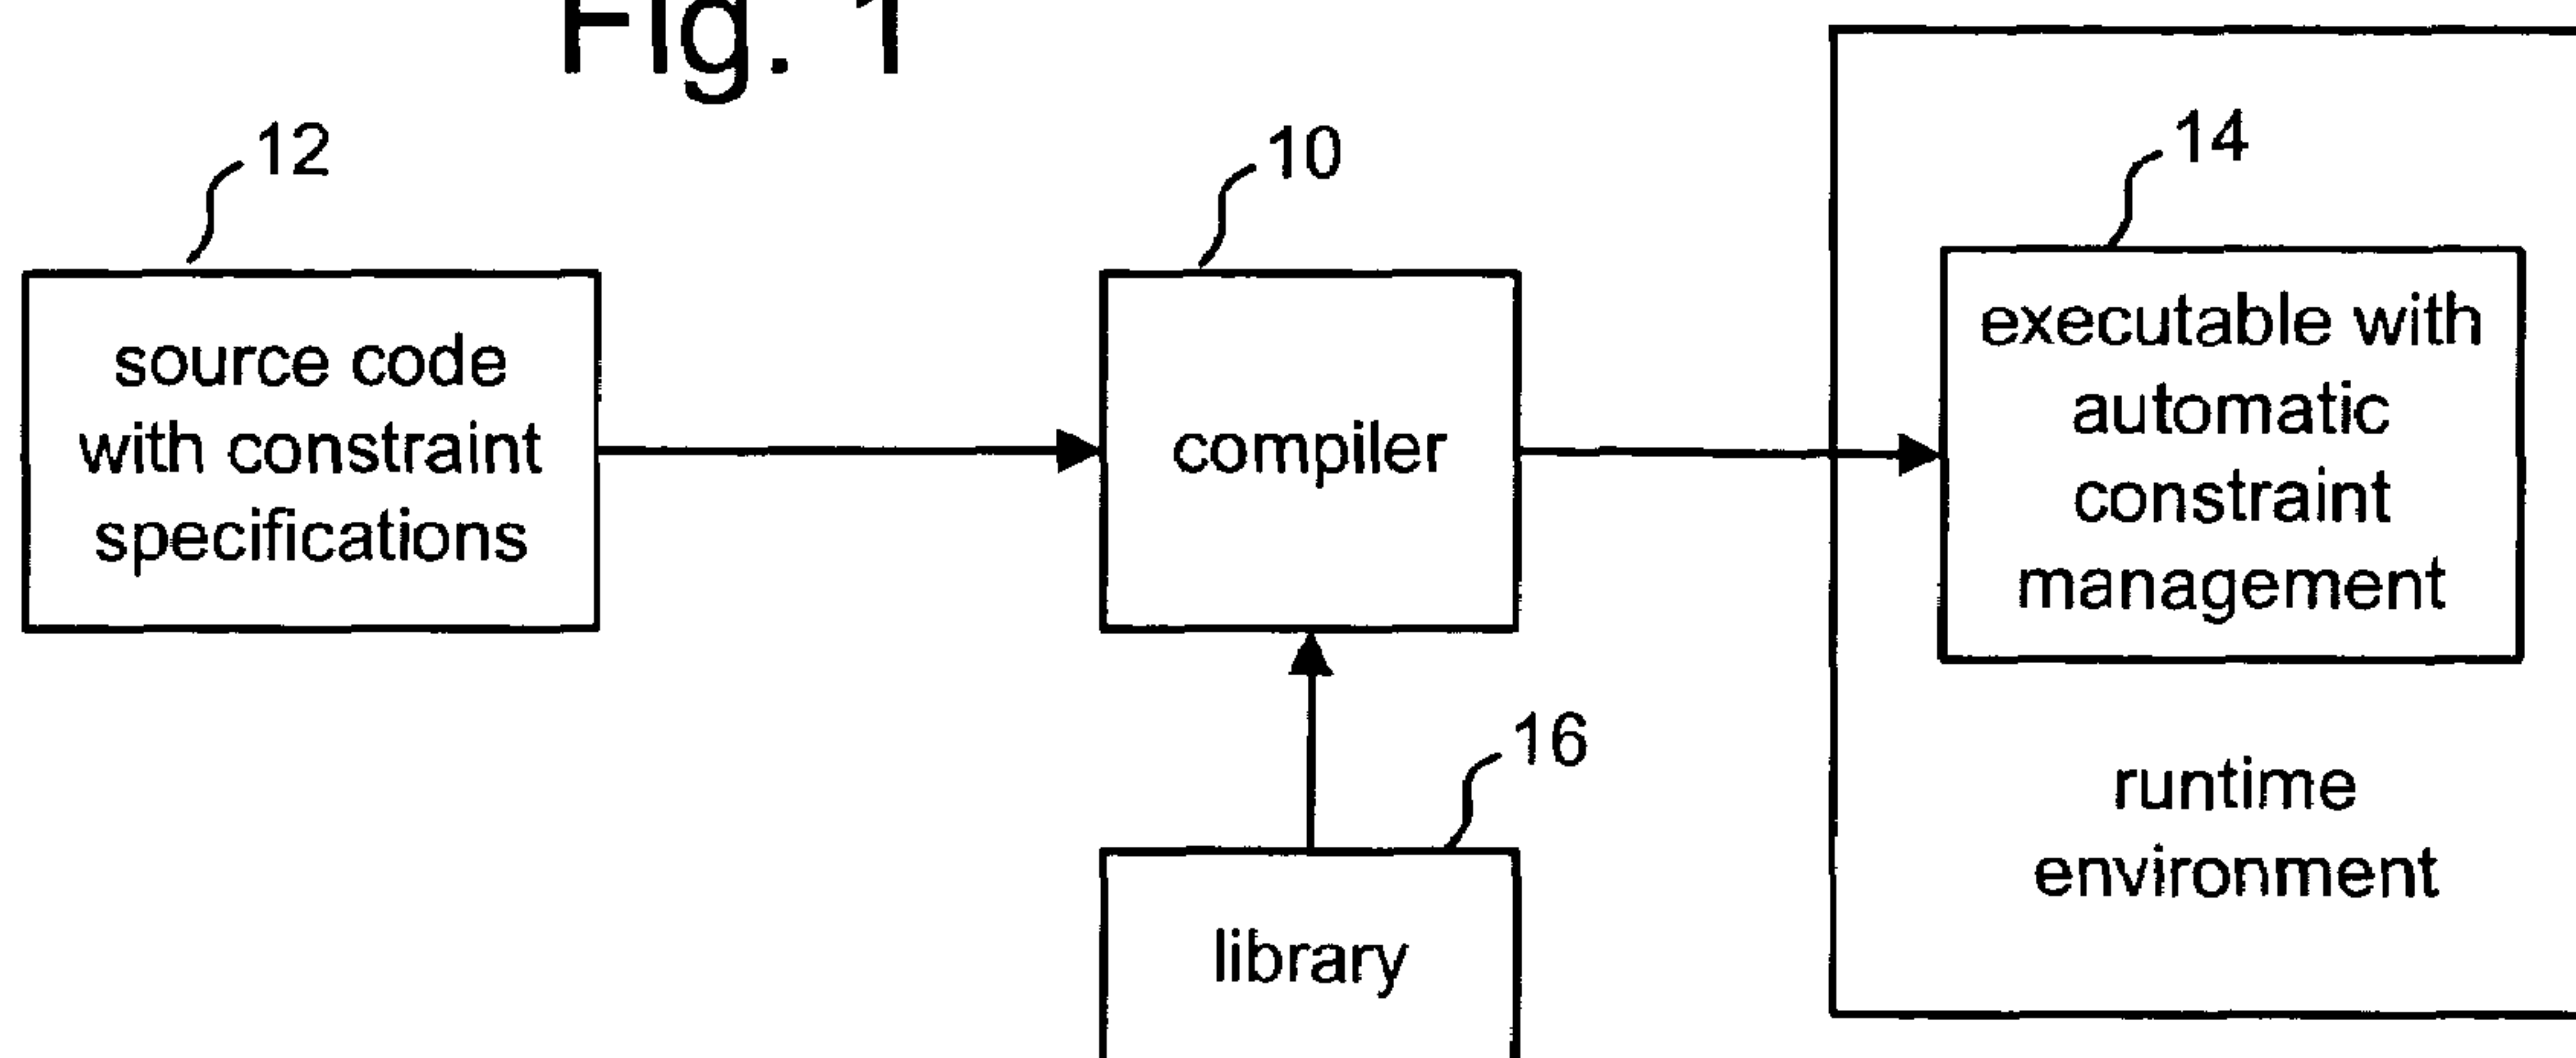 Fig. 1
12
10
14
source code
with constraint
specifications
compiler
executable with
automatic
constraint
management
16
runtime
environment
library